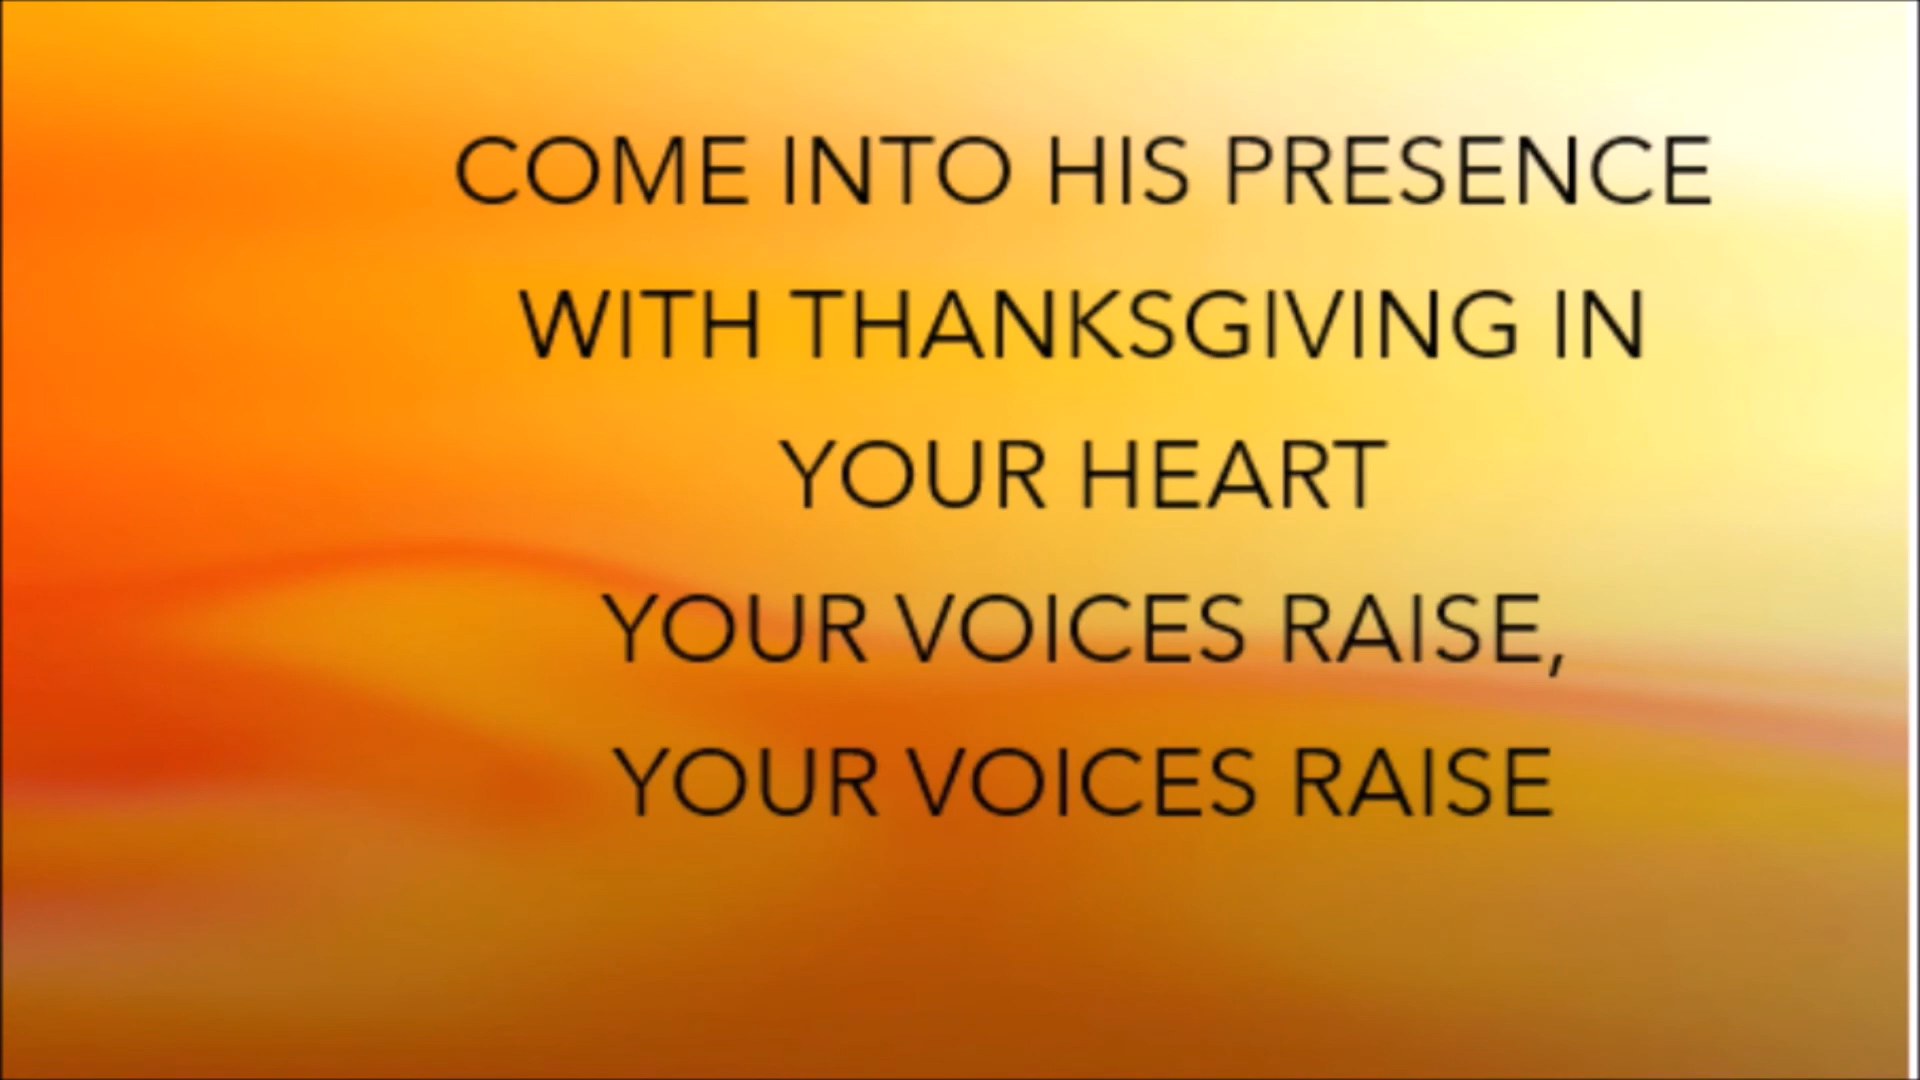 COME INTO HIS PRESENCE
WITH THANKSGIVING IN
YOUR HEART
YOUR VOICES RAISE,
YOUR VOICES RAISE